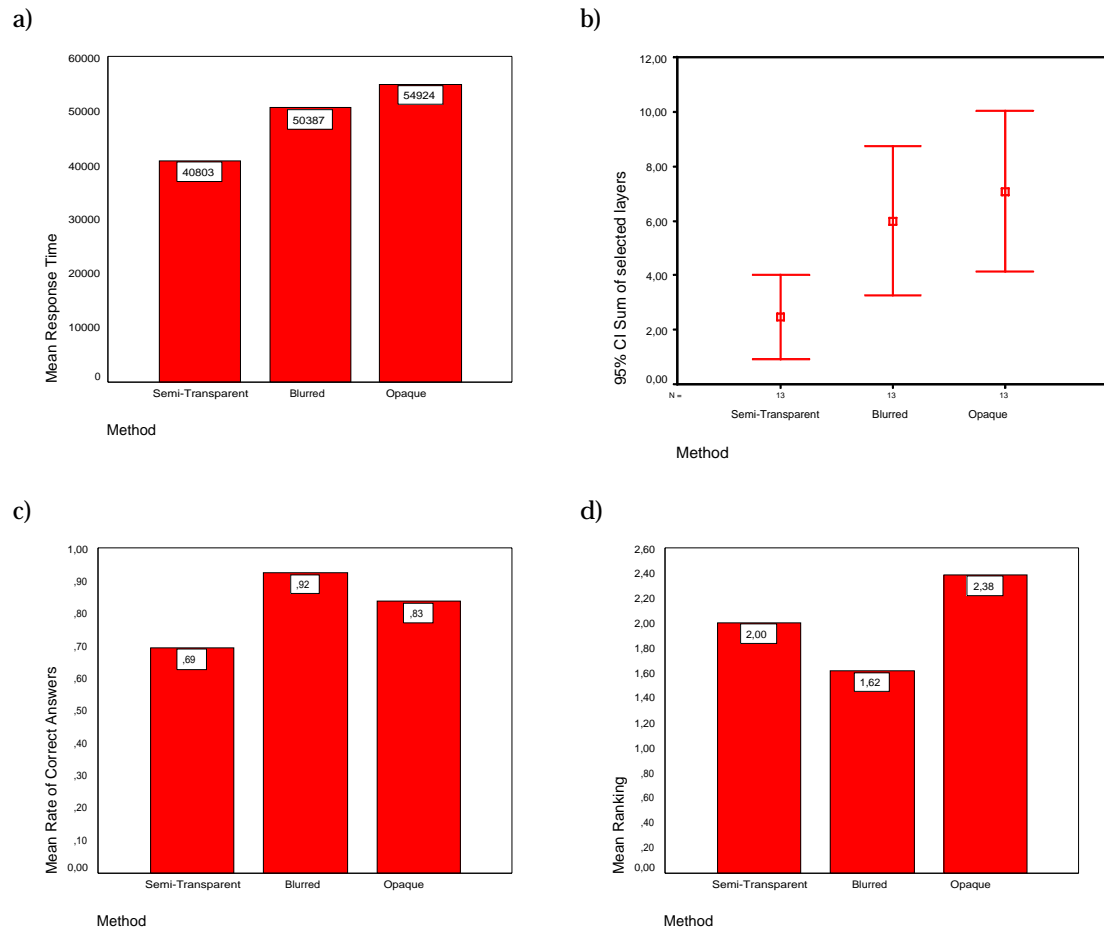 a)
60000
50000
40000
30000
20000
10000
0
Mean Response Time
40803
50387
54924
Semi-Transparent Blurred Opaque
Method
b)
12,00
10,00
8,00
6,00
4,00
2,00
0,00
95% CI Sum of selected layers
N = 13 13 13
Semi-Transparent Blurred Opaque
Method
c)
1,00
,90
,80
,70
,60
,50
,40
,30
,20
,10
0,00
Mean Rate of Correct Answers
,69
,92
,83
Semi-Transparent Blurred Opaque
Method
d)
2,60
2,40
2,20
2,00
1,80
1,60
1,40
1,20
1,00
,80
,60
,40
,20
0,00
Mean Ranking
2,00
1,62
2,38
Semi-Transparent Blurred Opaque
Method